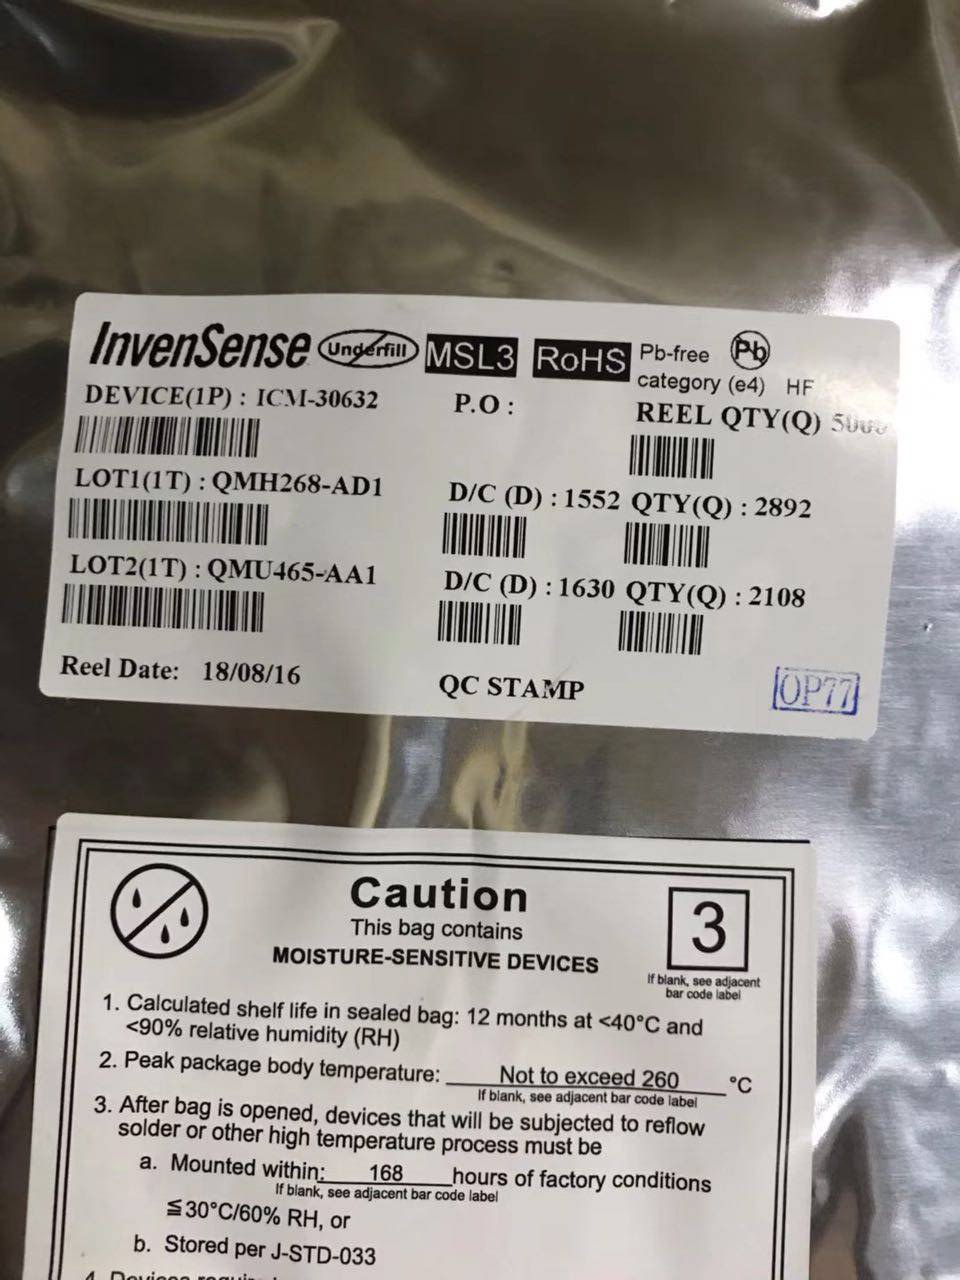 InvenSense Underfill MSL3 RoHS Pb-free category (e4) Pb HF
DEVICE(1P) : ICM-30632 P.O : REEL QTY(Q) 5000
LOT1(1T) : QMH268-AD1 D/C (D) : 1552 QTY(Q) : 2892
LOT2(1T) : QMU465-AA1 D/C (D) : 1630 QTY(Q) : 2108
Reel Date: 18/08/16 QC STAMP OP77
Caution
This bag contains
MOISTURE-SENSITIVE DEVICES
3
If blank, see adjacent
bar code label
1. Calculated shelf life in sealed bag: 12 months at <40°C and
<90% relative humidity (RH)
2. Peak package body temperature: Not to exceed 260 °C
If blank, see adjacent bar code label
3. After bag is opened, devices that will be subjected to reflow
solder or other high temperature process must be
a. Mounted within: 168 hours of factory conditions
If blank, see adjacent bar code label
≦30°C/60% RH, or
b. Stored per J-STD-033